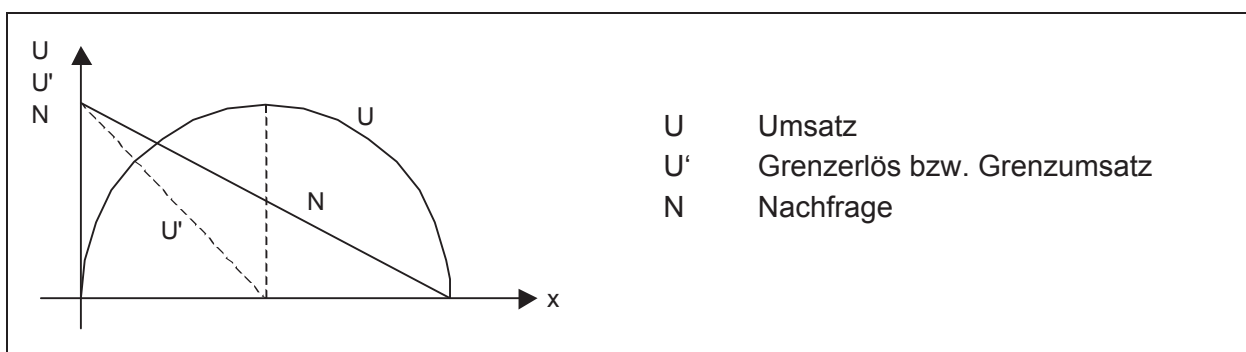 U
U'
N
U
N
U'
x
U Umsatz
U‘ Grenzerlös bzw. Grenzumsatz
N Nachfrage